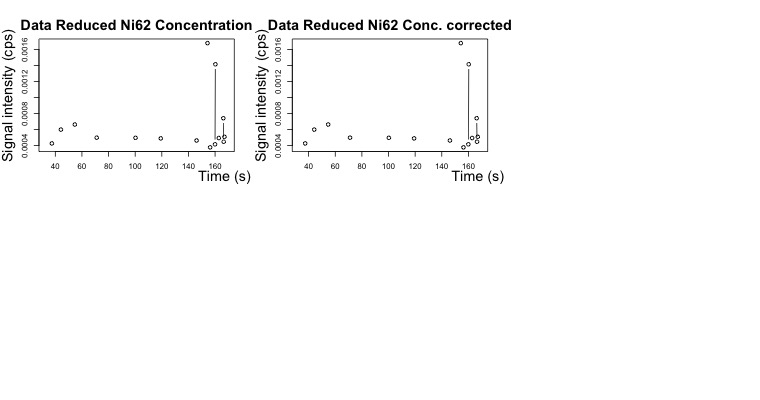 Data Reduced Ni62 Concentration
Signal intensity (cps)
0.0004 0.0008 0.0012 0.0016
40 60 80 100 120 140 160
Time (s)
Data Reduced Ni62 Conc. corrected
Signal intensity (cps)
0.0004 0.0008 0.0012 0.0016
40 60 80 100 120 140 160
Time (s)